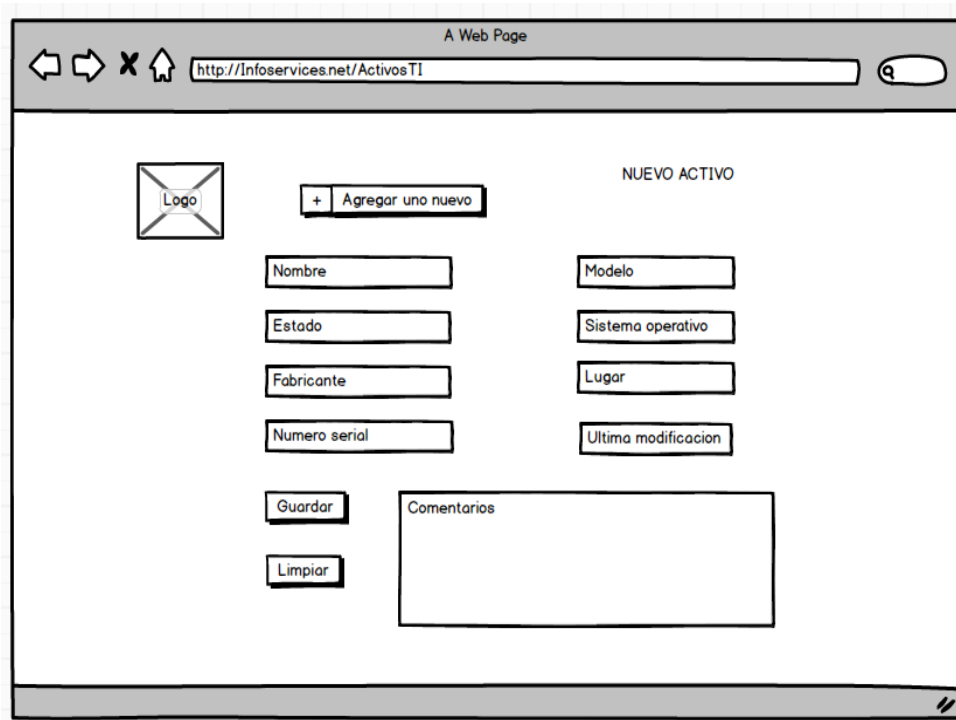 A Web Page
http://Infoservices.net/ActivosTI
Logo
+ Agregar uno nuevo
NUEVO ACTIVO
Nombre
Modelo
Estado
Sistema operativo
Fabricante
Lugar
Numero serial
Ultima modificacion
Guardar
Comentarios
Limpiar